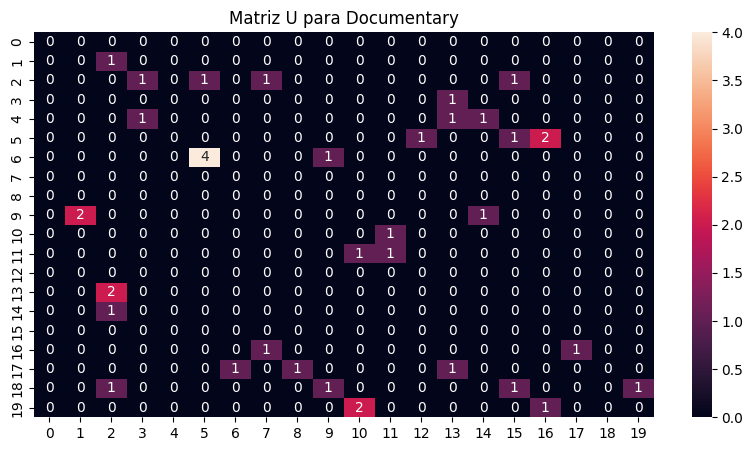 Matriz U para Documentary
0 0 0 0 0 0 0 0 0 0 0 0 0 0 0 0 0 0 0 0 0
1 0 0 1 0 0 0 0 0 0 0 0 0 0 0 0 0 0 0 0 0
2 0 0 0 1 0 1 0 1 0 0 0 0 0 0 0 1 0 0 0 0
3 0 0 0 0 0 0 0 0 0 0 0 0 0 1 0 0 0 0 0 0
4 0 0 0 1 0 0 0 0 0 0 0 0 0 1 1 0 0 0 0 0
5 0 0 0 0 0 0 0 0 0 0 0 0 1 0 0 1 2 0 0 0
6 0 0 0 0 0 4 0 0 0 1 0 0 0 0 0 0 0 0 0 0
7 0 0 0 0 0 0 0 0 0 0 0 0 0 0 0 0 0 0 0 0
8 0 0 0 0 0 0 0 0 0 0 0 0 0 0 0 0 0 0 0 0
9 0 2 0 0 0 0 0 0 0 0 0 0 0 0 1 0 0 0 0 0
10 0 0 0 0 0 0 0 0 0 0 0 1 0 0 0 0 0 0 0 0
11 0 0 0 0 0 0 0 0 0 0 1 1 0 0 0 0 0 0 0 0
12 0 0 0 0 0 0 0 0 0 0 0 0 0 0 0 0 0 0 0 0
13 0 0 2 0 0 0 0 0 0 0 0 0 0 0 0 0 0 0 0 0
14 0 0 1 0 0 0 0 0 0 0 0 0 0 0 0 0 0 0 0 0
15 0 0 0 0 0 0 0 0 0 0 0 0 0 0 0 0 0 0 0 0
16 0 0 0 0 0 0 0 1 0 0 0 0 0 0 0 0 0 1 0 0
17 0 0 0 0 0 0 1 0 1 0 0 0 0 1 0 0 0 0 0 0
18 0 0 1 0 0 0 0 0 0 1 0 0 0 0 0 1 0 0 0 1
19 0 0 0 0 0 0 0 0 0 0 2 0 0 0 0 0 1 0 0 0
0 1 2 3 4 5 6 7 8 9 10 11 12 13 14 15 16 17 18 19
4.0
3.5
3.0
2.5
2.0
1.5
1.0
0.5
0.0